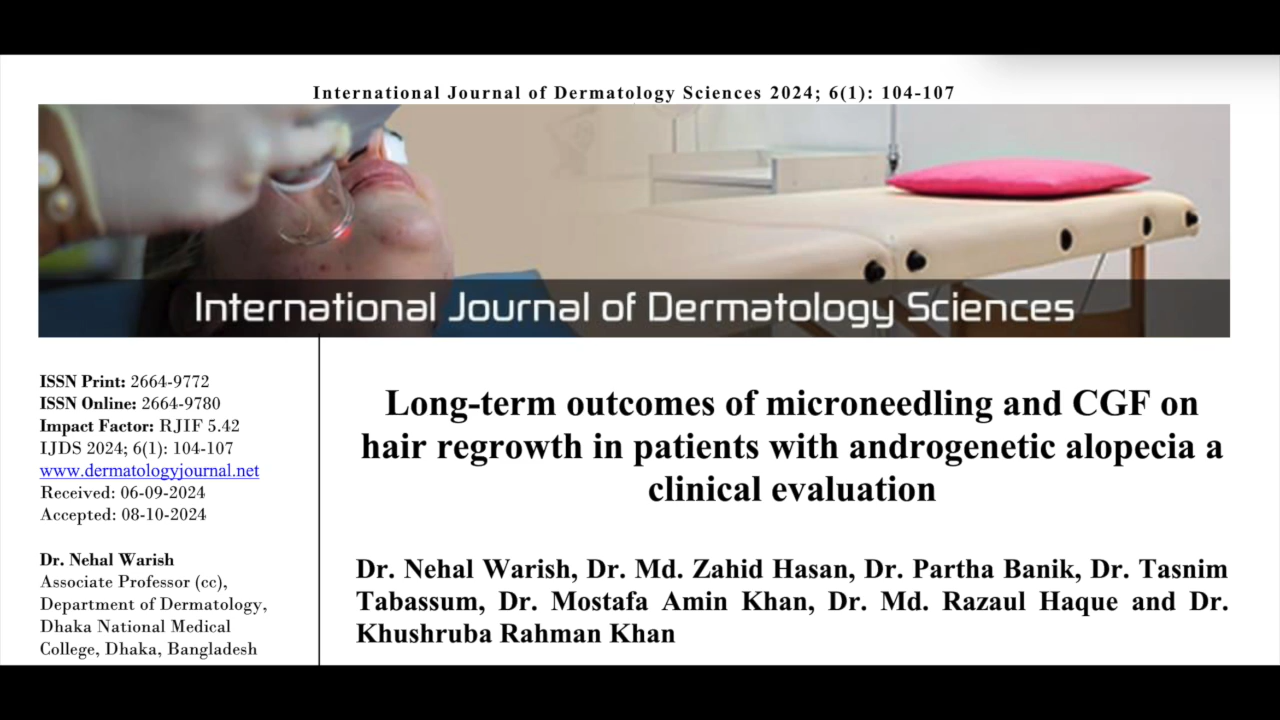 International Journal of Dermatology Sciences 2024; 6(1): 104-107
International Journal of Dermatology Sciences
ISSN Print: 2664-9772
ISSN Online: 2664-9780
Impact Factor: RJIF 5.42
IJDS 2024; 6(1): 104-107
www.dermatologyjournal.net
Received: 06-09-2024
Accepted: 08-10-2024
Dr. Nehal Warish
Associate Professor (cc),
Department of Dermatology,
Dhaka National Medical
College, Dhaka, Bangladesh
Long-term outcomes of microneedling and CGF on
hair regrowth in patients with androgenetic alopecia a
clinical evaluation
Dr. Nehal Warish, Dr. Md. Zahid Hasan, Dr. Partha Banik, Dr. Tasnim
Tabassum, Dr. Mostafa Amin Khan, Dr. Md. Razaul Haque and Dr.
Khushruba Rahman Khan